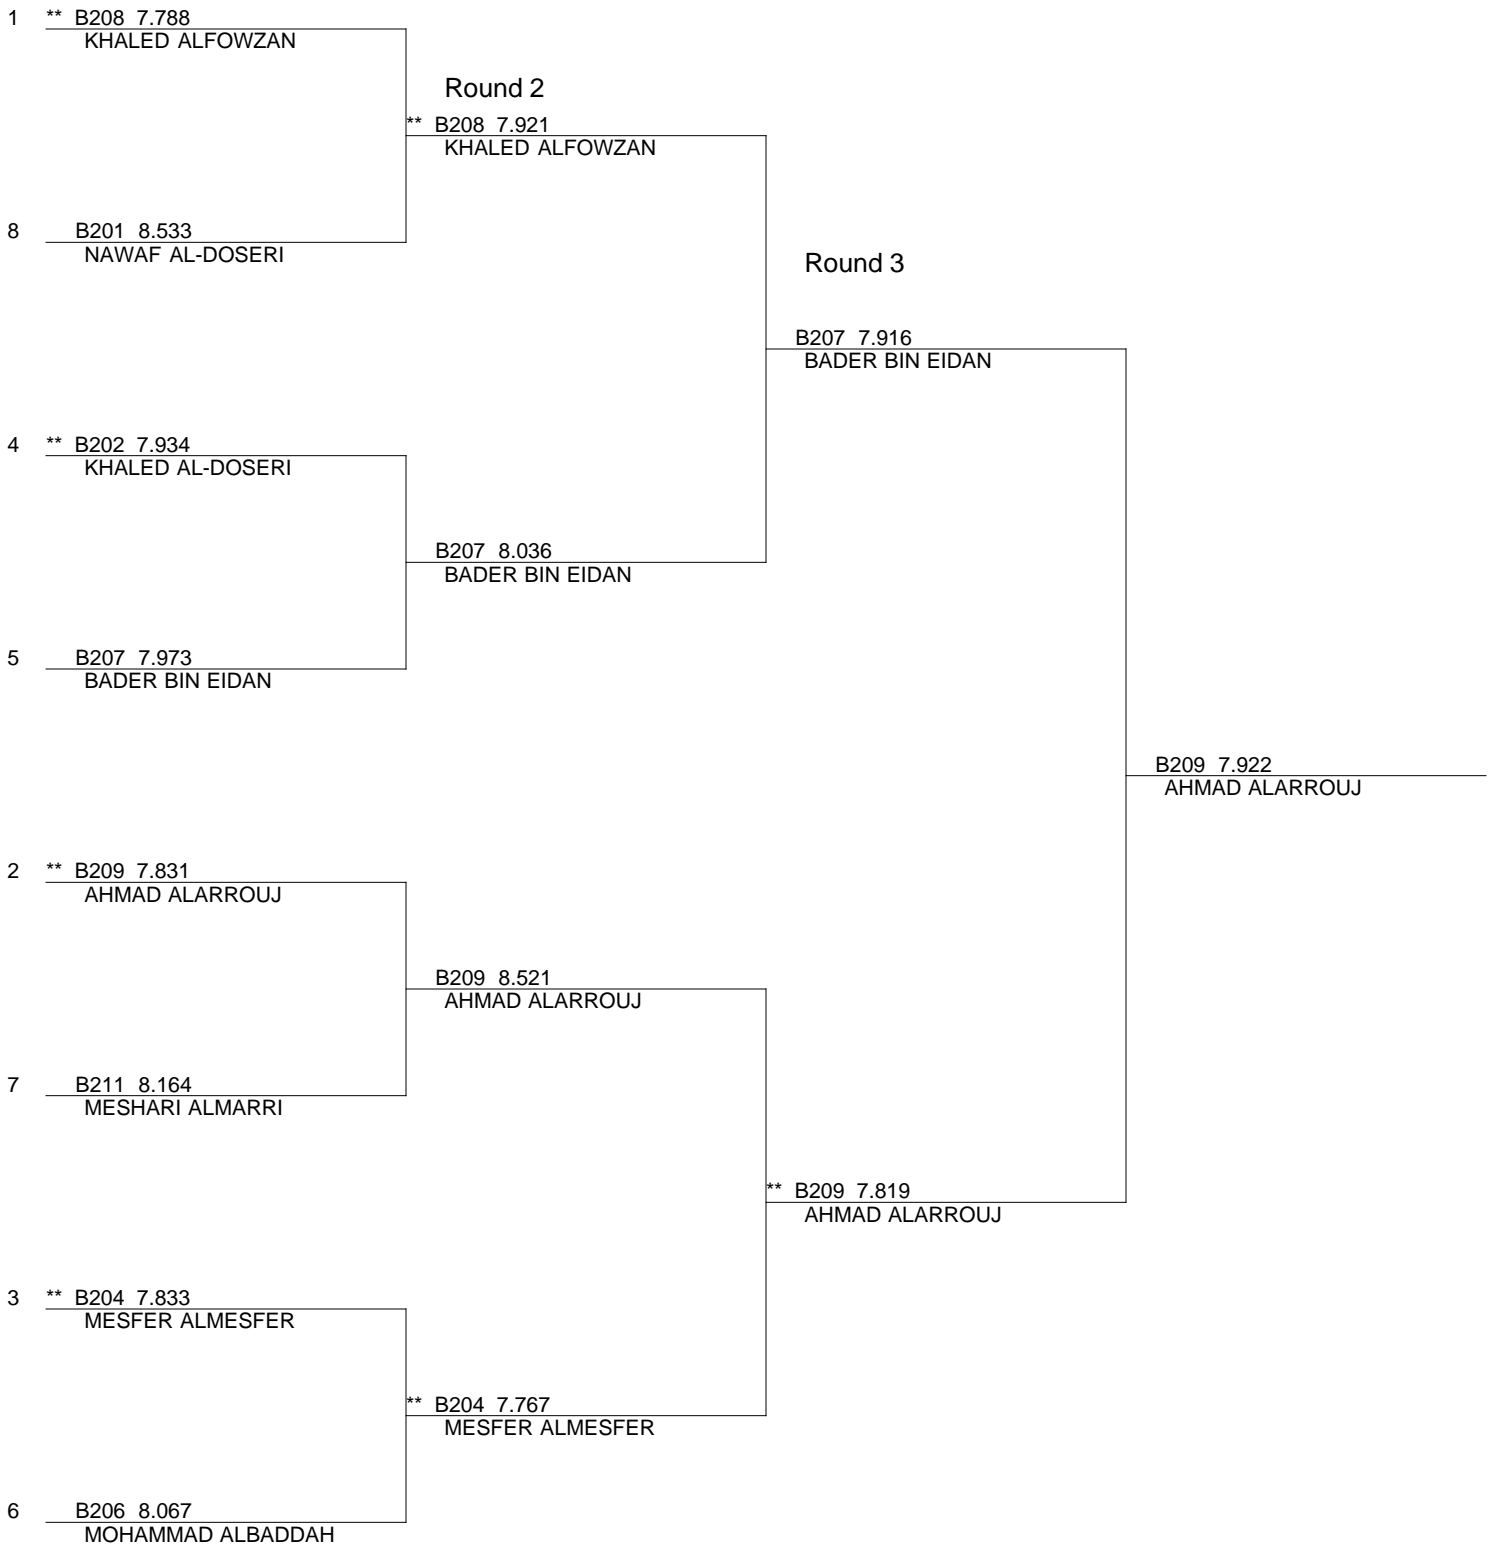 1 ** B208 7.788
KHALED ALFOWZAN
Round 2
** B208 7.921
KHALED ALFOWZAN
8 B201 8.533
NAWAF AL-DOSERI
Round 3
B207 7.916
BADER BIN EIDAN
4 ** B202 7.934
KHALED AL-DOSERI
B207 8.036
BADER BIN EIDAN
5 B207 7.973
BADER BIN EIDAN
B209 7.922
AHMAD ALARROUJ
2 ** B209 7.831
AHMAD ALARROUJ
B209 8.521
AHMAD ALARROUJ
7 B211 8.164
MESHARI ALMARRI
** B209 7.819
AHMAD ALARROUJ
3 ** B204 7.833
MESFER ALMESFER
** B204 7.767
MESFER ALMESFER
6 B206 8.067
MOHAMMAD ALBADDAH